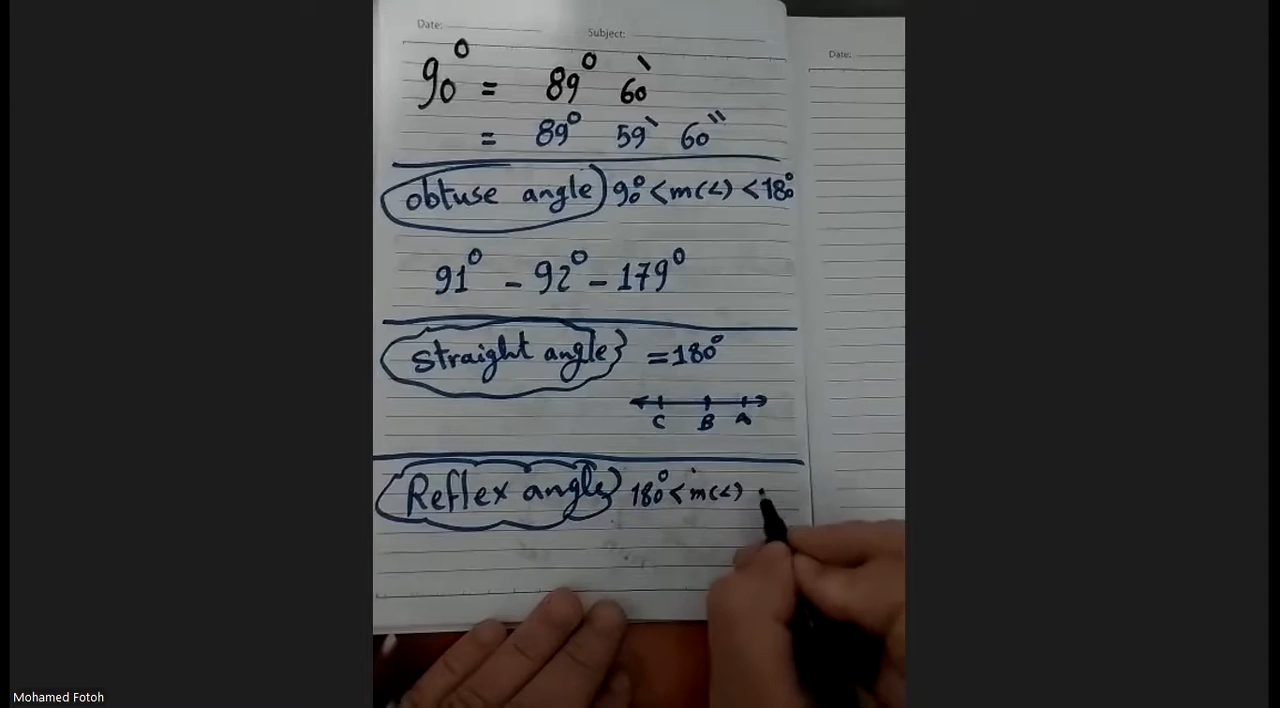 Date: Subject:
Date:
90° = 89° 60`
= 89° 59` 60``
obtuse angle 90° < m(∠) < 180°
91° - 92° - 179°
straight angle = 180°
C B A
Reflex angle 180° < m(∠)
Mohamed Fotoh